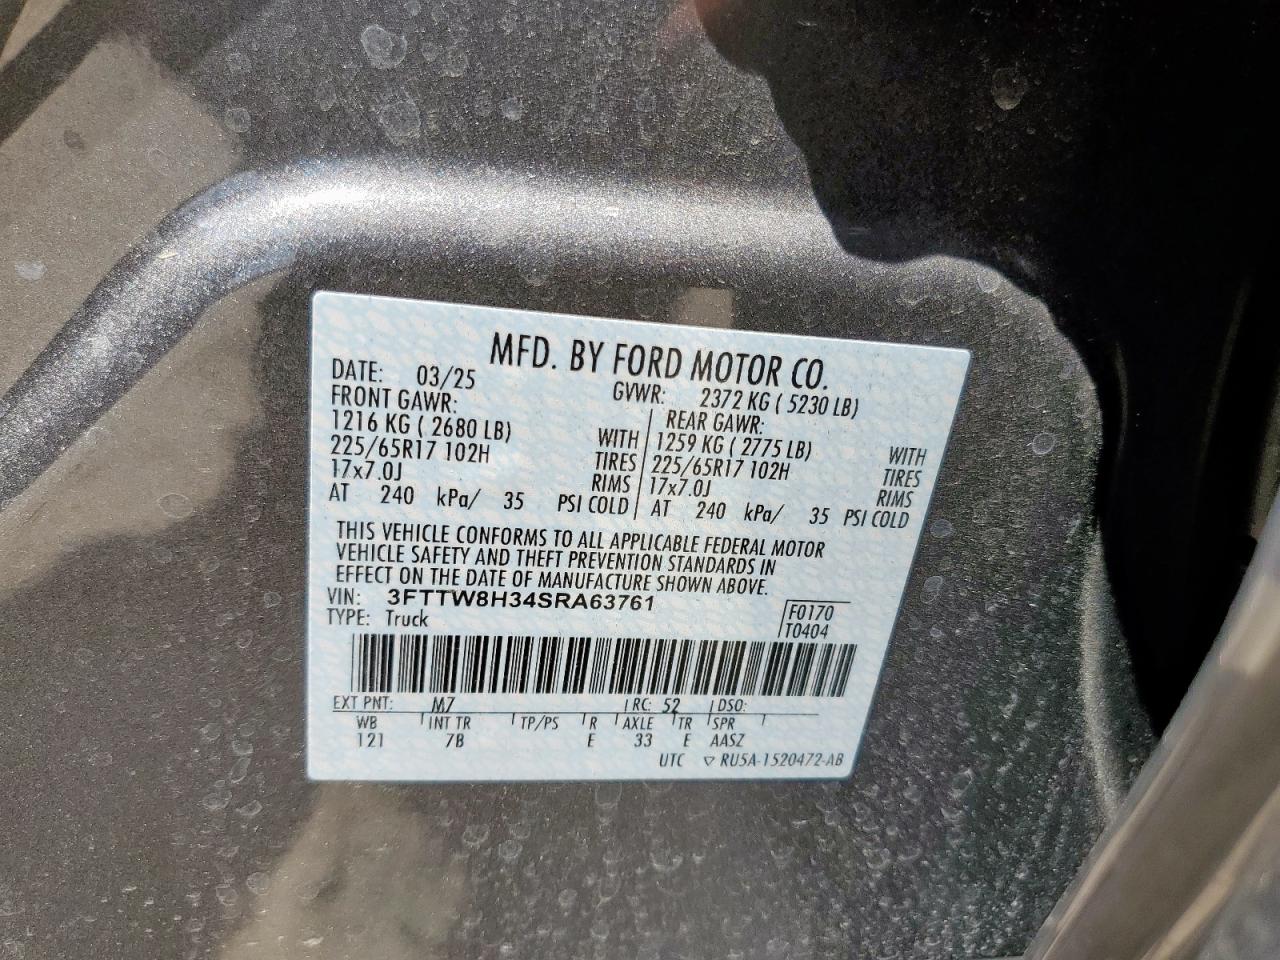 MFD. BY FORD MOTOR CO.
DATE: 03/25 GVWR: 2372 KG ( 5230 LB)
FRONT GAWR: REAR GAWR:
1216 KG ( 2680 LB) WITH 1259 KG ( 2775 LB) WITH
225/65R17 102H TIRES 225/65R17 102H TIRES
17x7.0J RIMS 17x7.0J RIMS
AT 240 kPa/ 35 PSI COLD AT 240 kPa/ 35 PSI COLD
THIS VEHICLE CONFORMS TO ALL APPLICABLE FEDERAL MOTOR
VEHICLE SAFETY AND THEFT PREVENTION STANDARDS IN
EFFECT ON THE DATE OF MANUFACTURE SHOWN ABOVE.
VIN: 3FTTW8H34SRA63761 F0170
TYPE: Truck T0404
EXT PNT: M7 RC: 52 DSO:
WB INT TR TP/PS R AXLE TR SPR
121 7B E 33 E AASZ
UTC ▽ RU5A-1520472-AB